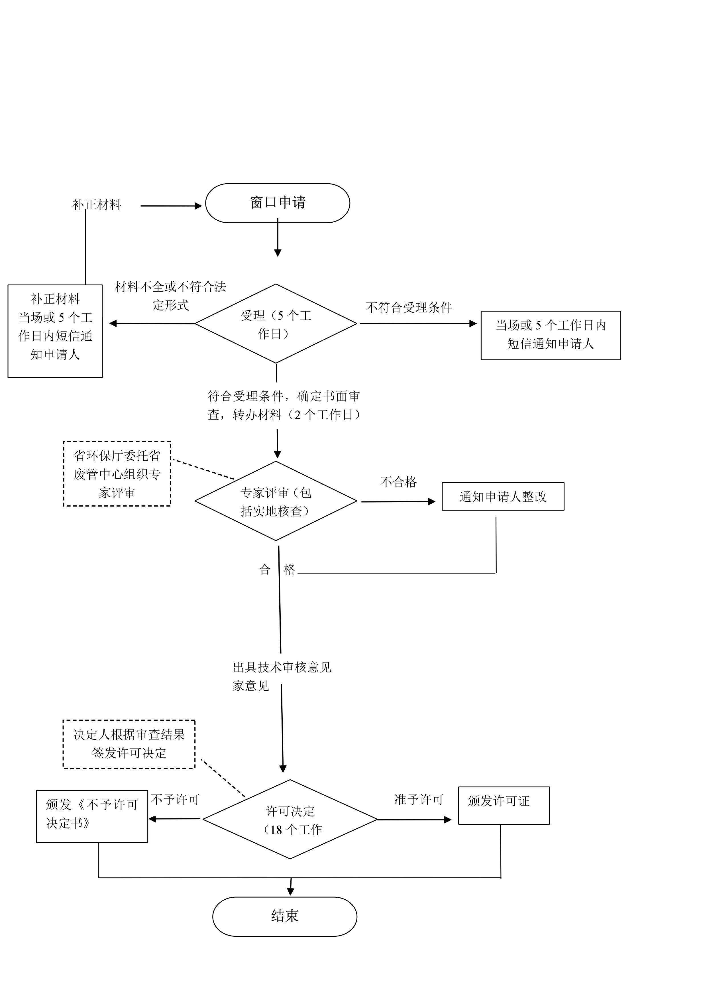 补正材料
窗口申请
材料不全或不符合法
定形式
补正材料
当场或 5 个工
作日内短信通
知申请人
受理（5 个工
作日）
不符合受理条件
当场或 5 个工作日内
短信通知申请人
符合受理条件，确定书面审
查，转办材料（2 个工作日）
省环保厅委托省
废管中心组织专
家评审
专家评审（包
括实地核查）
不合格
通知申请人整改
合 格
出具技术审核意见
家意见
决定人根据审查结果
签发许可决定
颁发《不予许可
决定书》
不予许可
许可决定
（18 个工作
准予许可
颁发许可证
结束